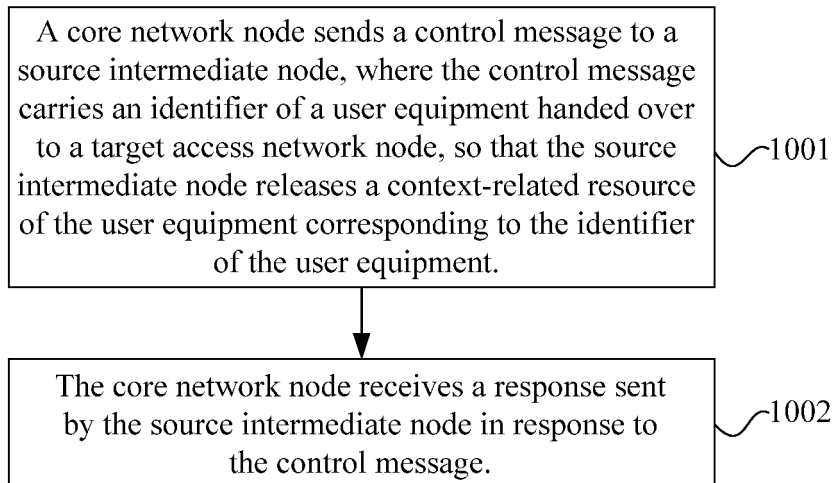 A core network node sends a control message to a
source intermediate node, where the control message
carries an identifier of a user equipment handed over
to a target access network node, so that the source
intermediate node releases a context-related resource
of the user equipment corresponding to the identifier
of the user equipment.
1001
The core network node receives a response sent
by the source intermediate node in response to
the control message.
1002